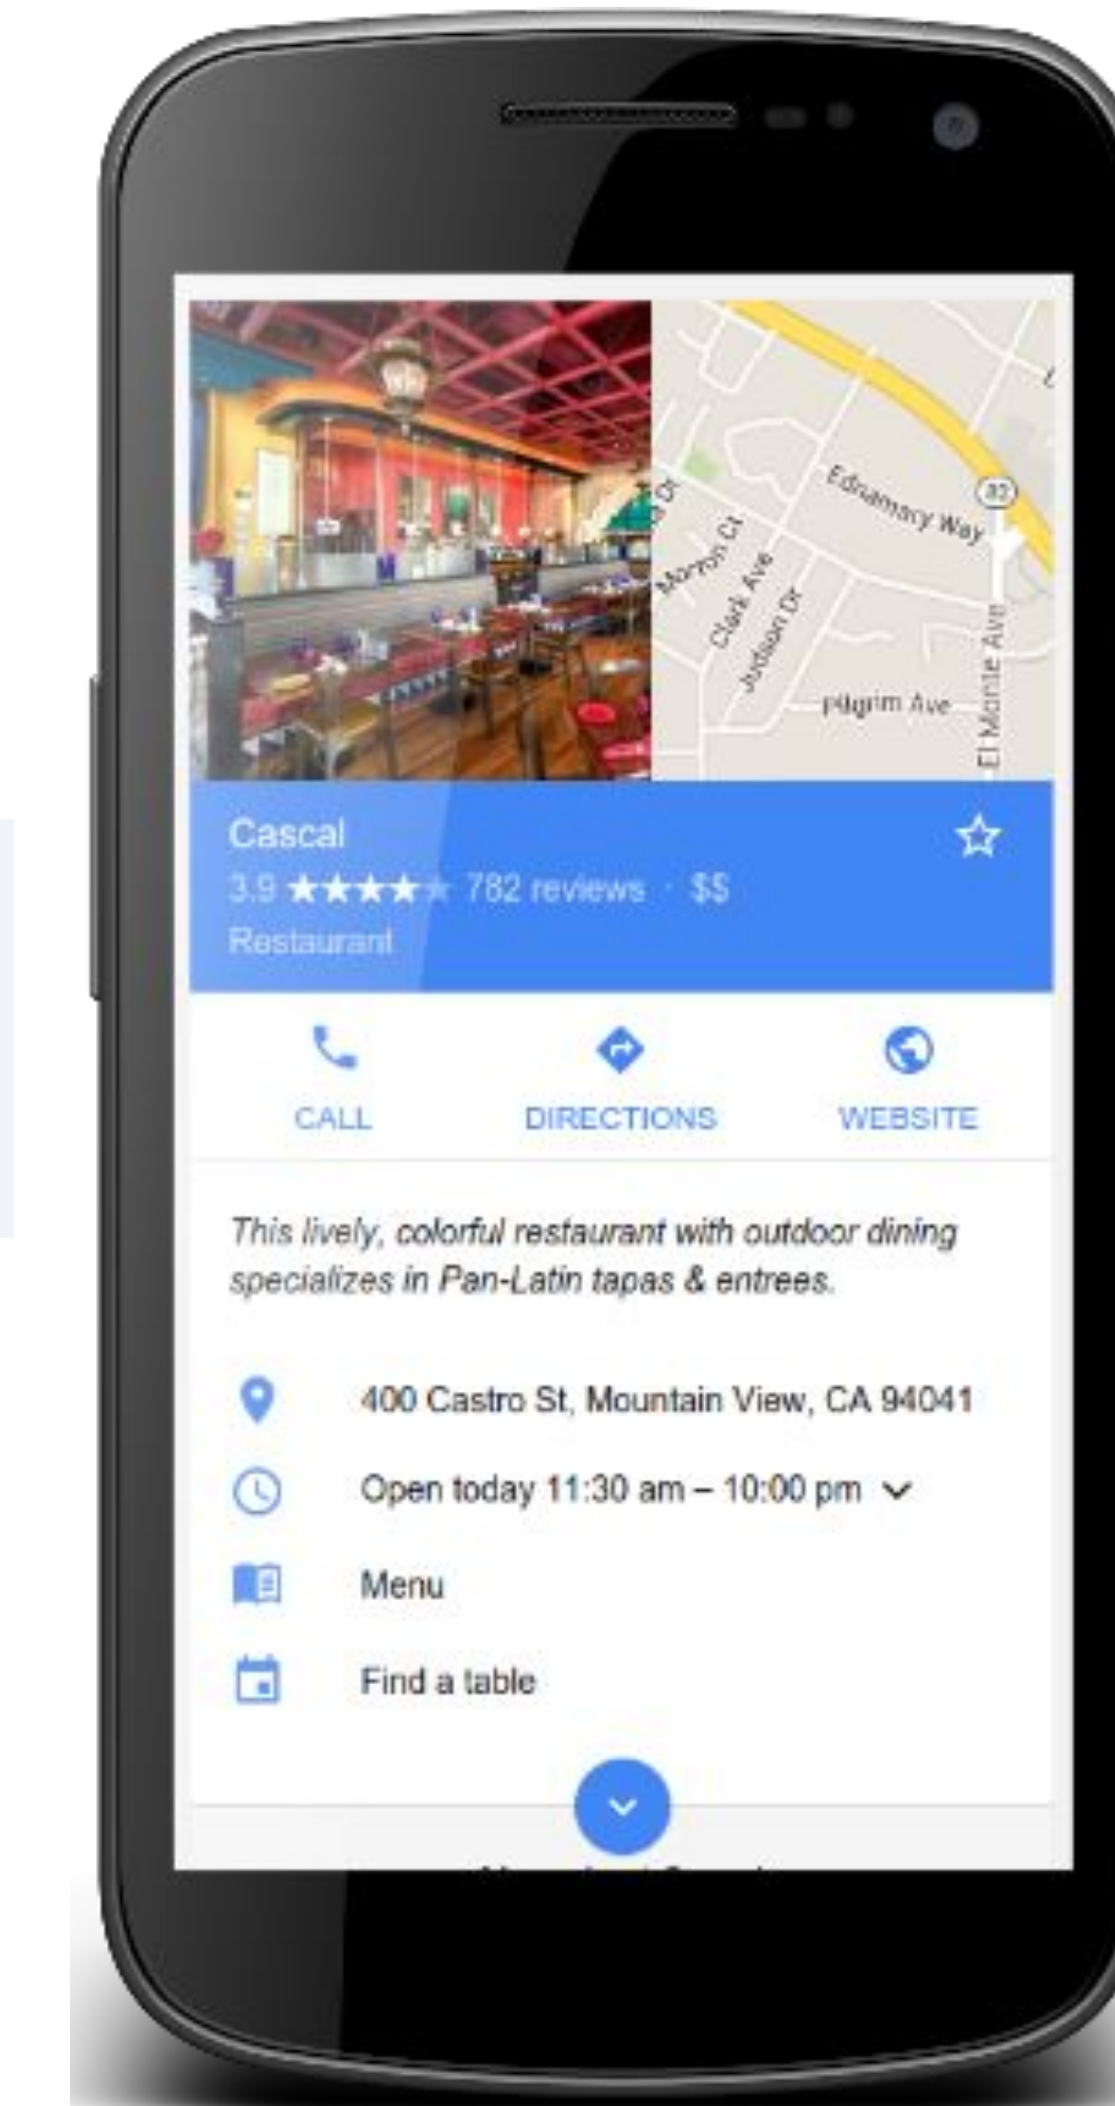 Ednamary Way
Marion Ct
Clark Ave
Judson Dr
Pilgrim Ave
El Monte Ave
Cascal
3.9 782 reviews · $$
Restaurant
CALL DIRECTIONS WEBSITE
This lively, colorful restaurant with outdoor dining
specializes in Pan-Latin tapas & entrees.
400 Castro St, Mountain View, CA 94041
Open today 11:30 am – 10:00 pm
Menu
Find a table